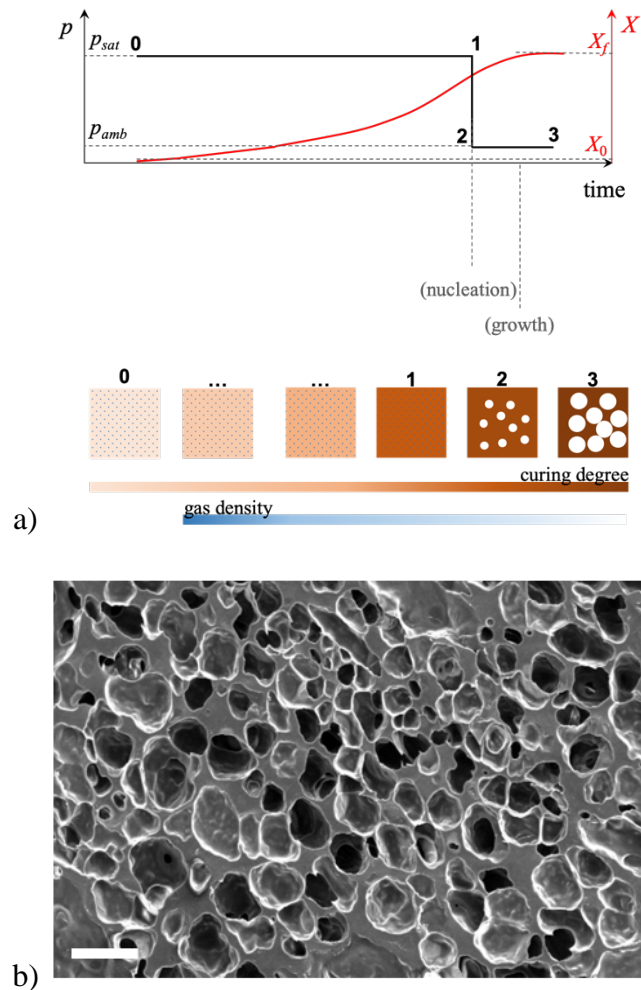 p p_sat 0 1 X_f X
p_amb 2 3 X_0
time
(nucleation)
(growth)
0 ... ... 1 2 3
curing degree
gas density
a)
b)